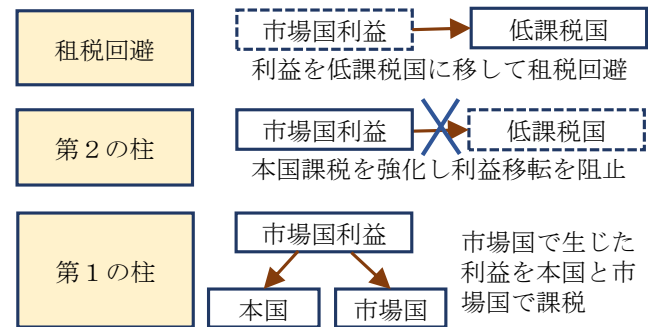 租税回避
市場国利益
低課税国
利益を低課税国に移して租税回避
第２の柱
市場国利益
低課税国
本国課税を強化し利益移転を阻止
第１の柱
市場国利益
本国
市場国
市場国で生じた
利益を本国と市
場国で課税